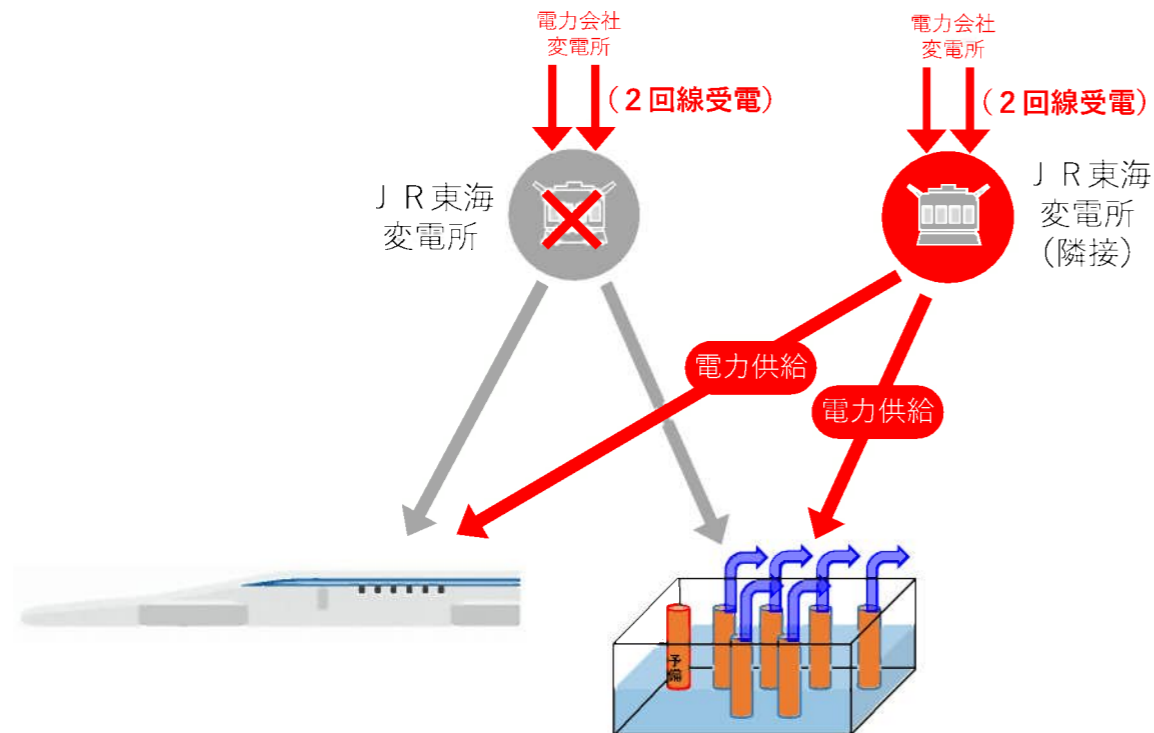 電力会社
変電所
(２回線受電)
電力会社
変電所
(２回線受電)
ＪＲ東海
変電所
ＪＲ東海
変電所
（隣接）
電力供給
電力供給
予備